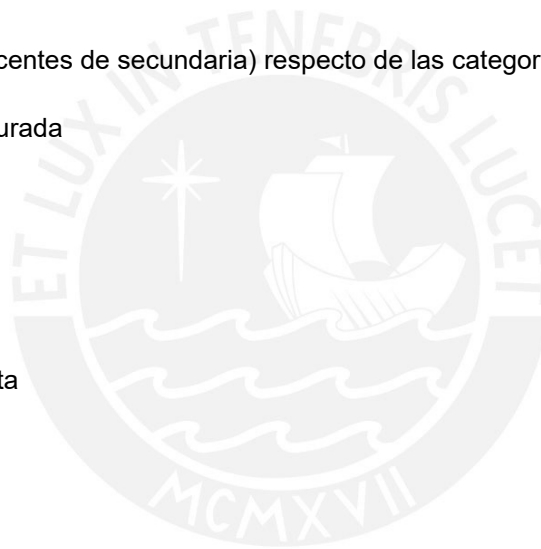 centes de secundaria) respecto de las categor
urada
ta
ET LUX IN TENEBRIS LUCET
MCMXVII